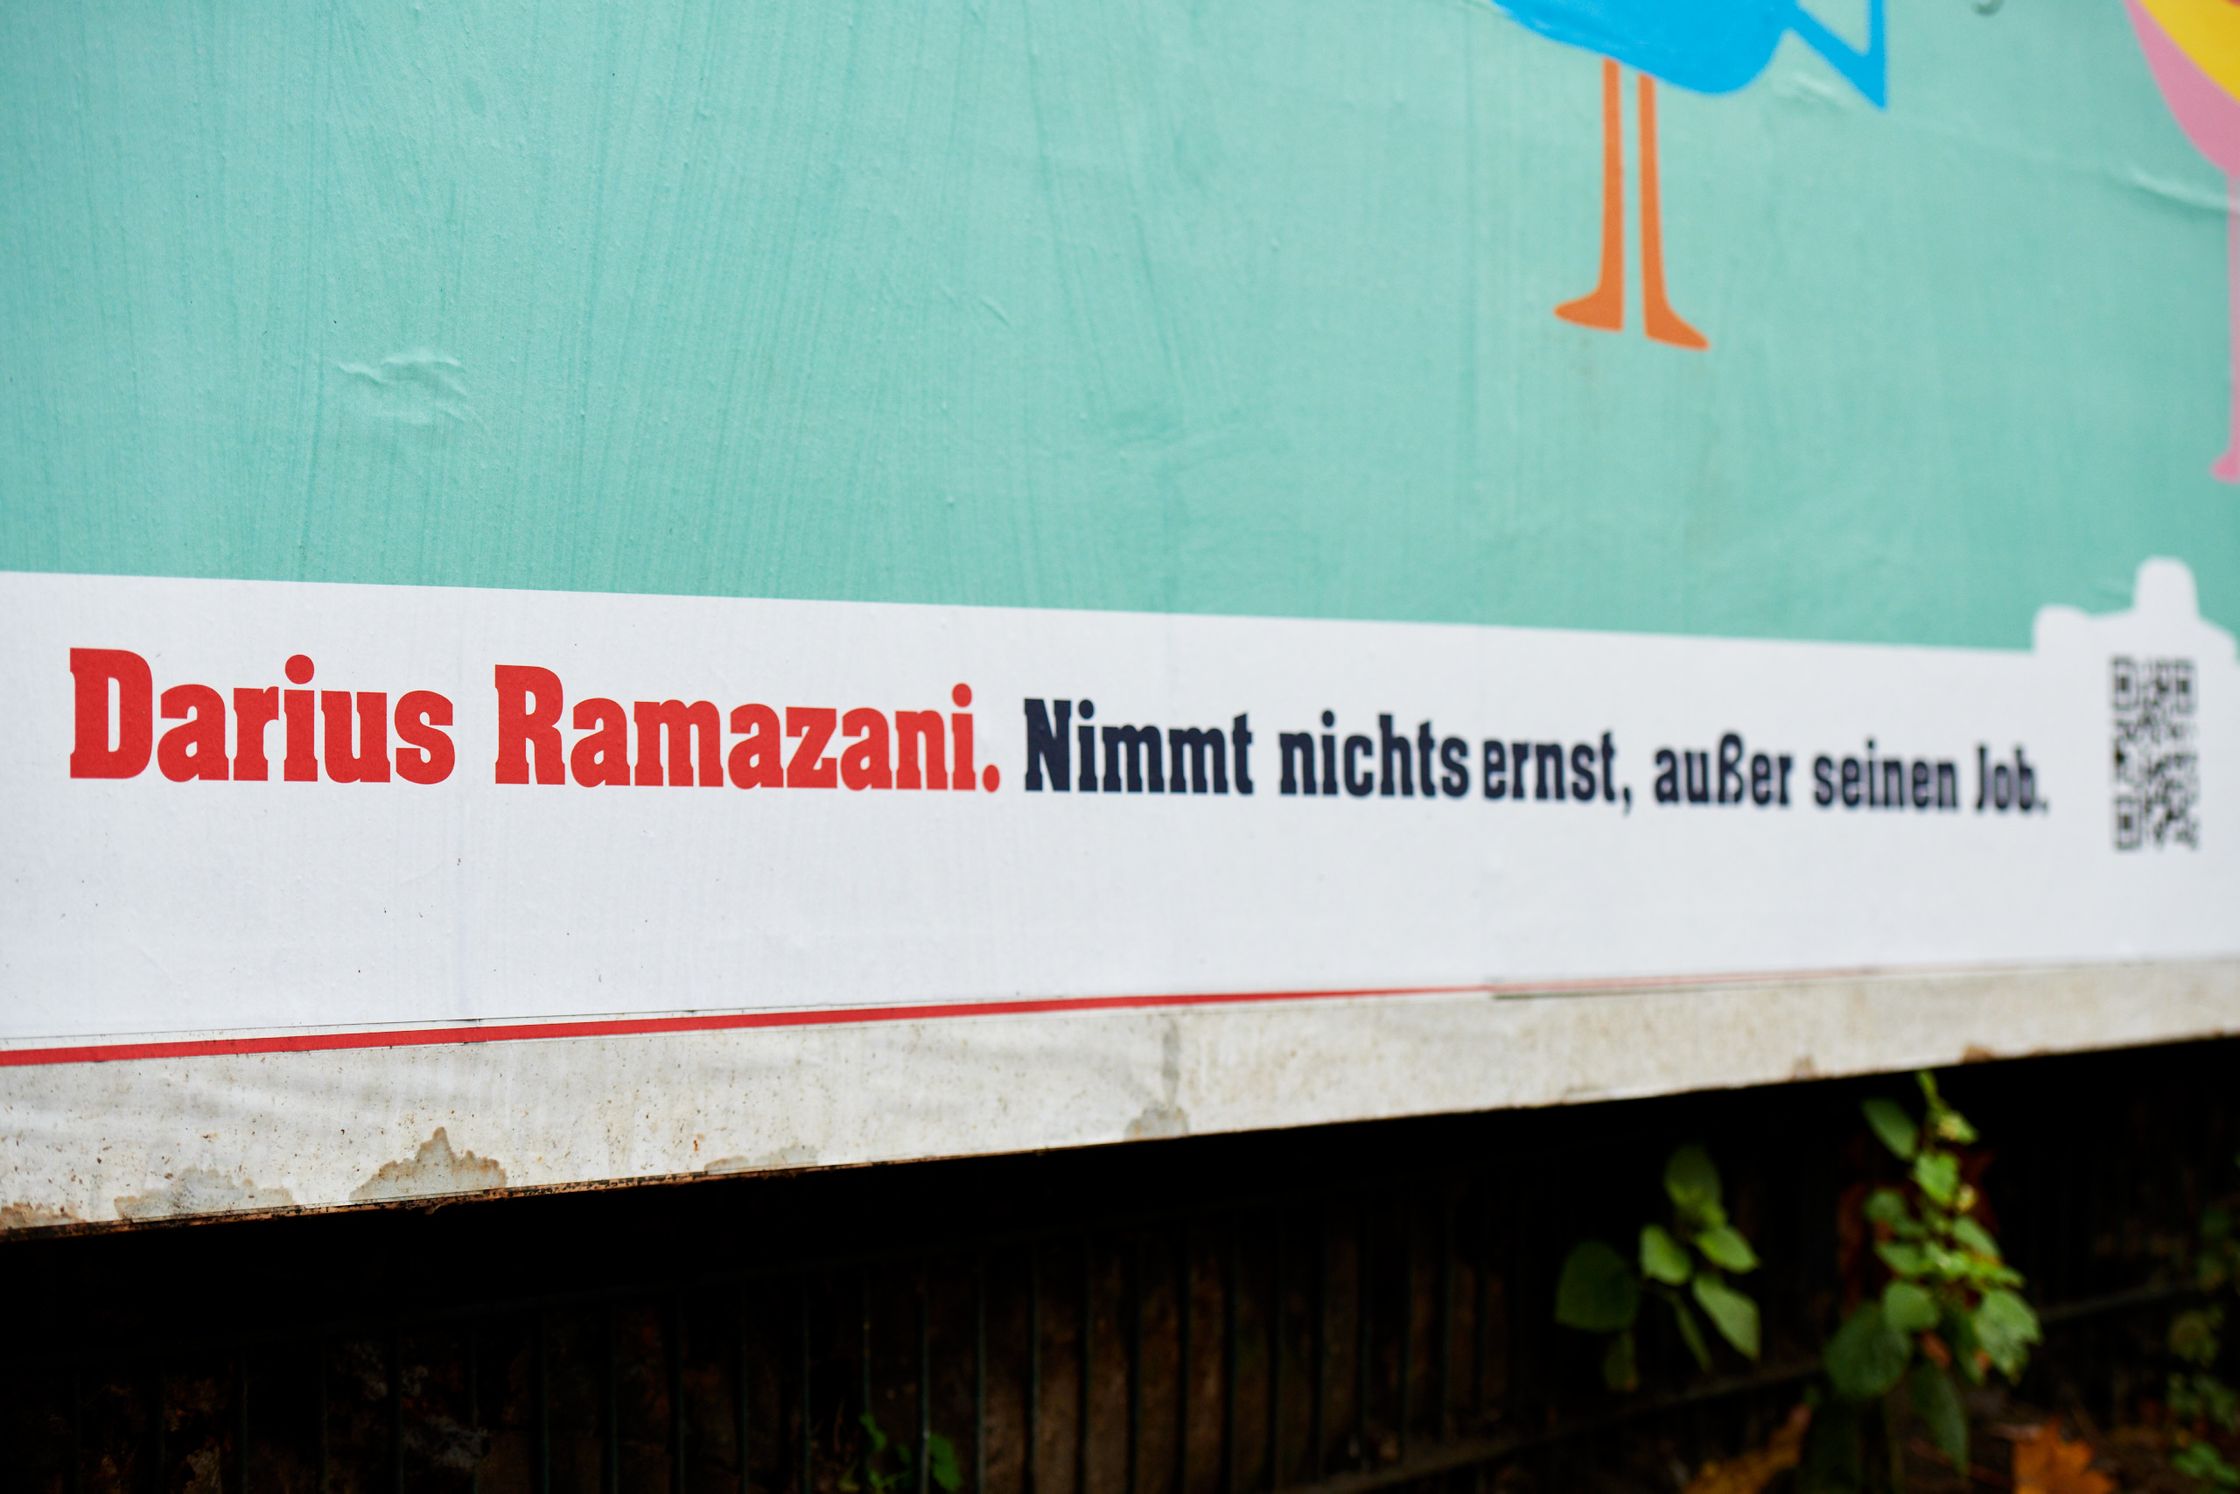 Darius Ramazani. Nimmt nichts ernst, außer seinen Job.